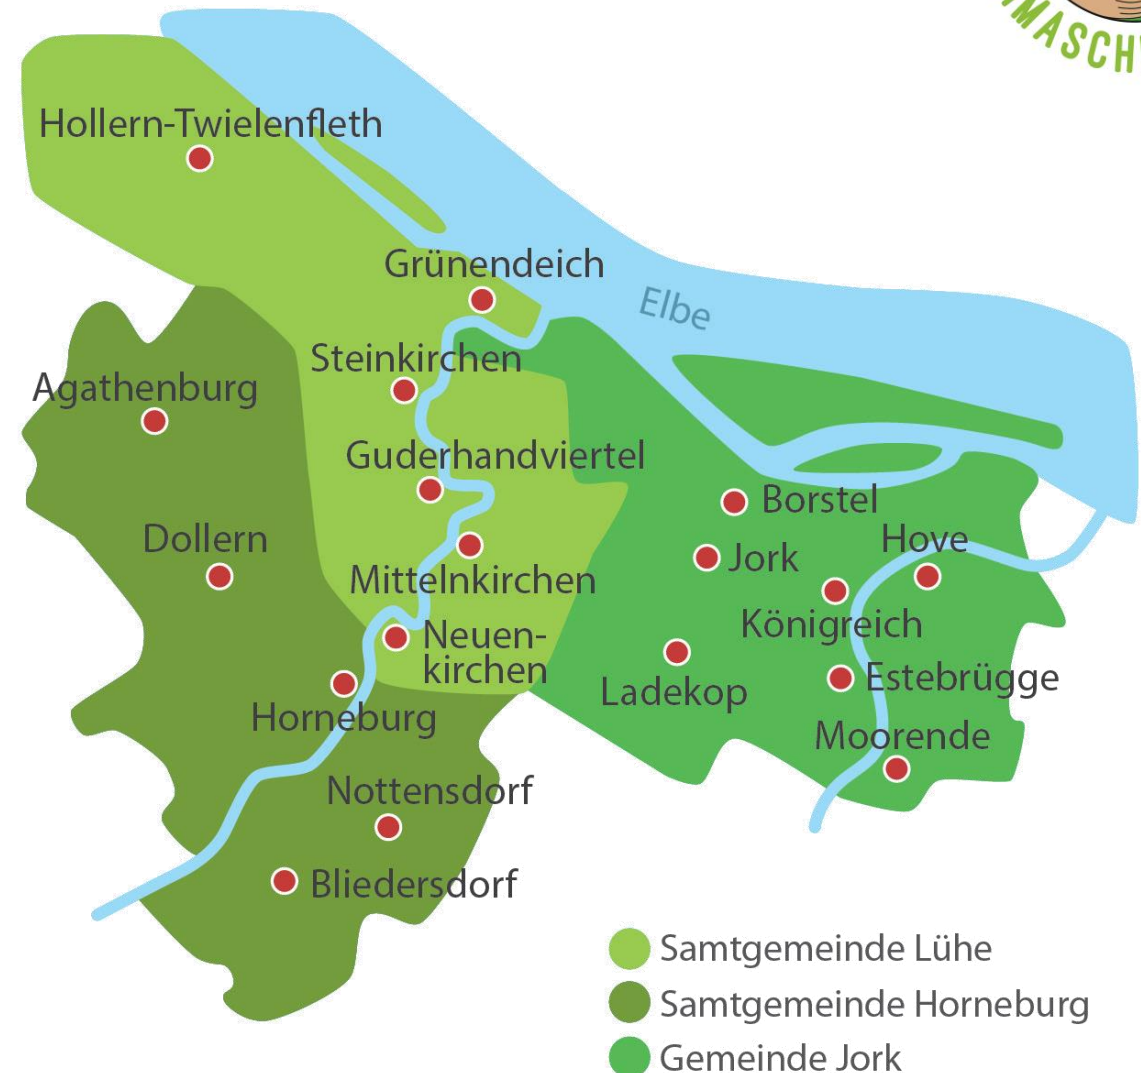 MASCH
Hollern-Twielenfleth
Grünendeich
Elbe
Steinkirchen
Agathenburg
Guderhandviertel
Borstel
Dollern
Hove
Jork
Mittelnkirchen
Königreich
Neuen-
kirchen
Estebrügge
Ladekop
Horneburg
Moorende
Nottensdorf
Bliedersdorf
Samtgemeinde Lühe
Samtgemeinde Horneburg
Gemeinde Jork